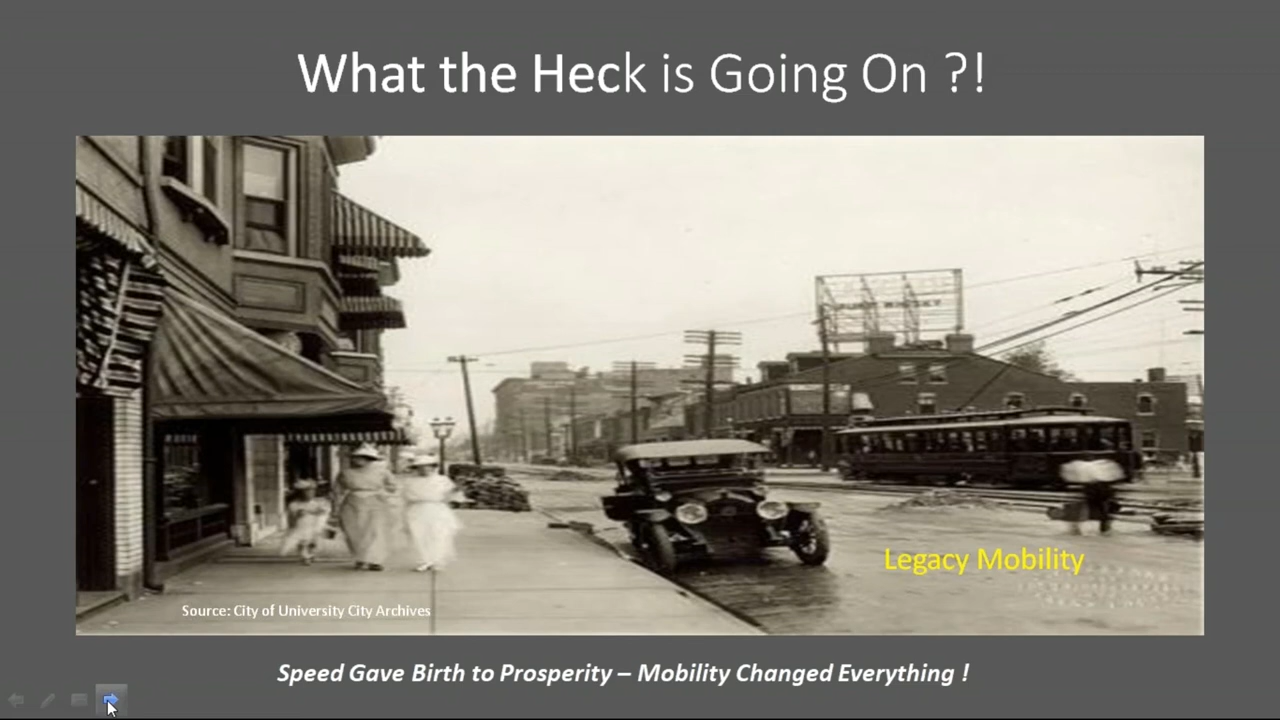 What the Heck is Going On ?!
Legacy Mobility
Source: City of University City Archives
Speed Gave Birth to Prosperity – Mobility Changed Everything !